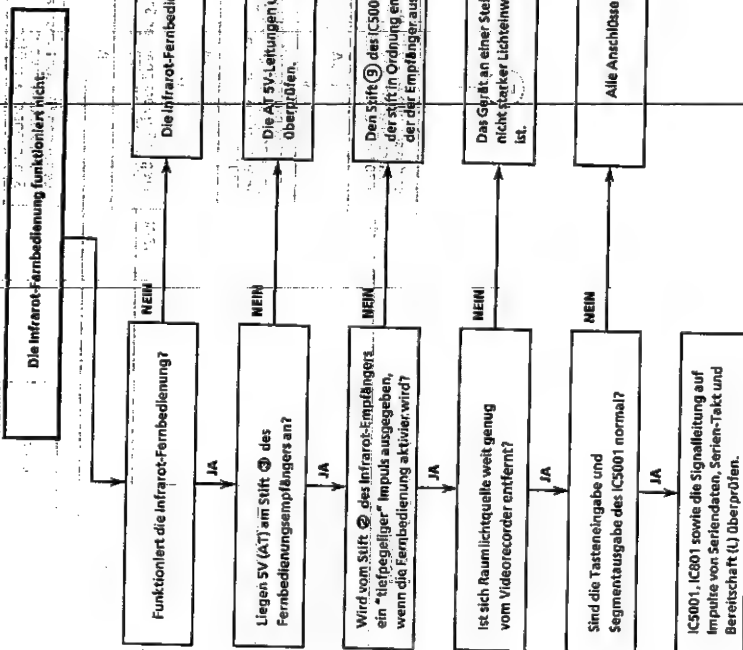 Die Infrarot-Fernbedienung funktioniert nicht.
Funktioniert die Infrarot-Fernbedienung?
NEIN
Die Infrarot-Fernbedie
JA
Liegen 5V (AT) am Stift ③ des
Fernbedienungsempfängers an?
NEIN
Die AT 5V-Leitungen
überprüfen.
JA
Wird vom Stift ② des Infrarot-Empfängers
ein "tiefpegeliger" Impuls ausgegeben,
wenn die Fernbedienung aktivier wird?
NEIN
Den Stift ⑨ des IC500
der stift in Ordnung
der der Empfänger aus
JA
Ist sich Raumlichtquelle weit genug
vom Videorecorder entfernt?
NEIN
Das Gerät an einer Stel
nicht starker Lichteinw
ist.
JA
Sind die Tasteneingabe und
Segmentausgabe des IC5001 normal?
NEIN
Alle Anschlüsse
JA
IC5001, IC801 sowie die Signalleitung auf
Impulse von Seriendaten, Serien-Takt und
Bereitschaft (L) überprüfen.